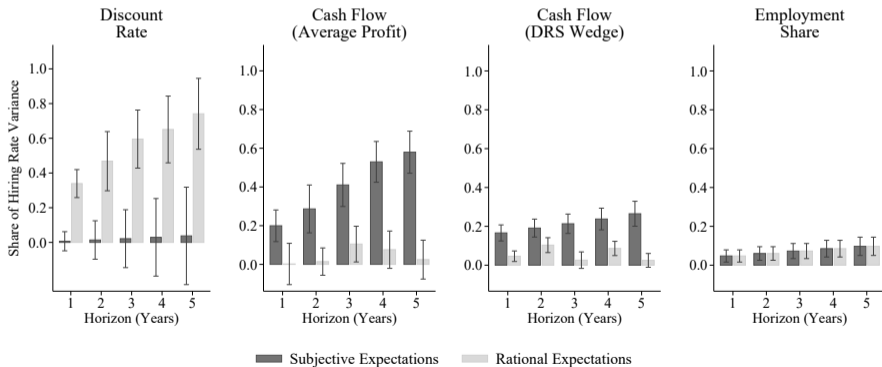 Discount
Rate
Cash Flow
(Average Profit)
Cash Flow
(DRS Wedge)
Employment
Share
Share of Hiring Rate Variance
1.0
0.8
0.6
0.4
0.2
0.0
1 2 3 4 5
Horizon (Years)
1.0
0.8
0.6
0.4
0.2
0.0
1 2 3 4 5
Horizon (Years)
1.0
0.8
0.6
0.4
0.2
0.0
1 2 3 4 5
Horizon (Years)
1.0
0.8
0.6
0.4
0.2
0.0
1 2 3 4 5
Horizon (Years)
Subjective Expectations
Rational Expectations